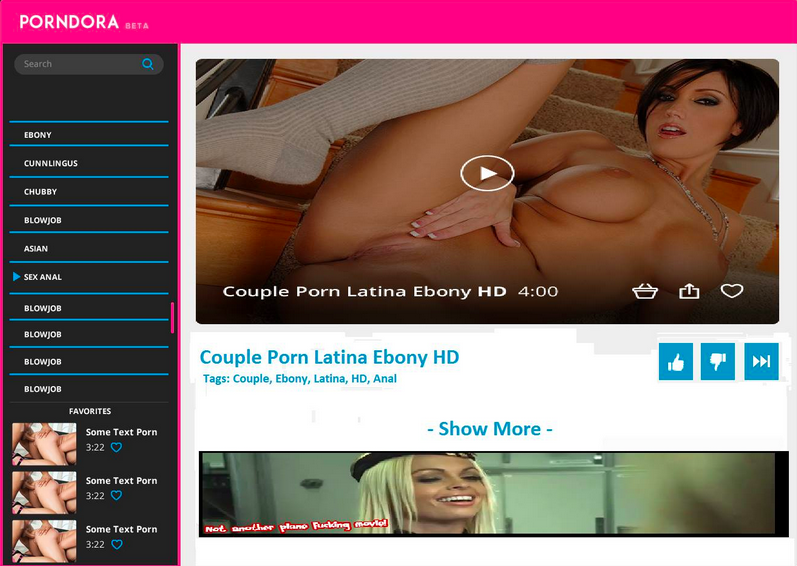 PORNDORA BETA
Search
EBONY
CUNNLINGUS
CHUBBY
BLOWJOB
ASIAN
SEX ANAL
BLOWJOB
BLOWJOB
BLOWJOB
BLOWJOB
FAVORITES
Some Text Porn
3:22
Some Text Porn
3:22
Some Text Porn
3:22
Couple Porn Latina Ebony HD 4:00
Couple Porn Latina Ebony HD
Tags: Couple, Ebony, Latina, HD, Anal
- Show More -
Not another plane fucking movie!